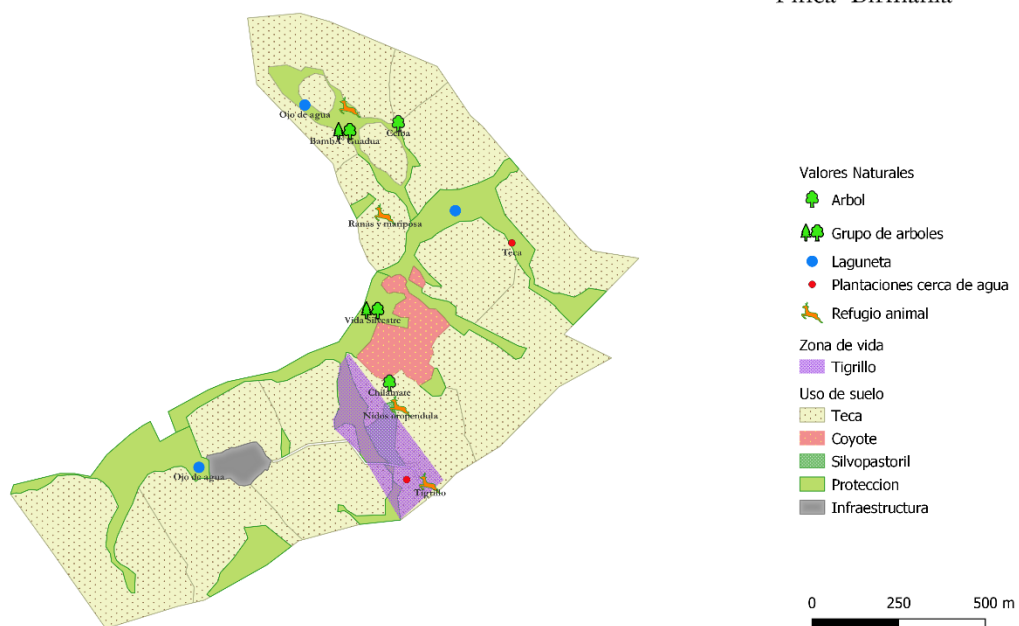 Finca Birmania
Ojo de agua
Guadua
Ceiba
Ranas y mariposa
Teca
Vida Silvestre
Chilamate
Nidos oropendula
Ojo de agua
Tigrillo
Valores Naturales
Arbol
Grupo de arboles
Laguneta
Plantaciones cerca de agua
Refugio animal
Zona de vida
Tigrillo
Uso de suelo
Teca
Coyote
Silvopastoril
Proteccion
Infraestructura
0 250 500 m